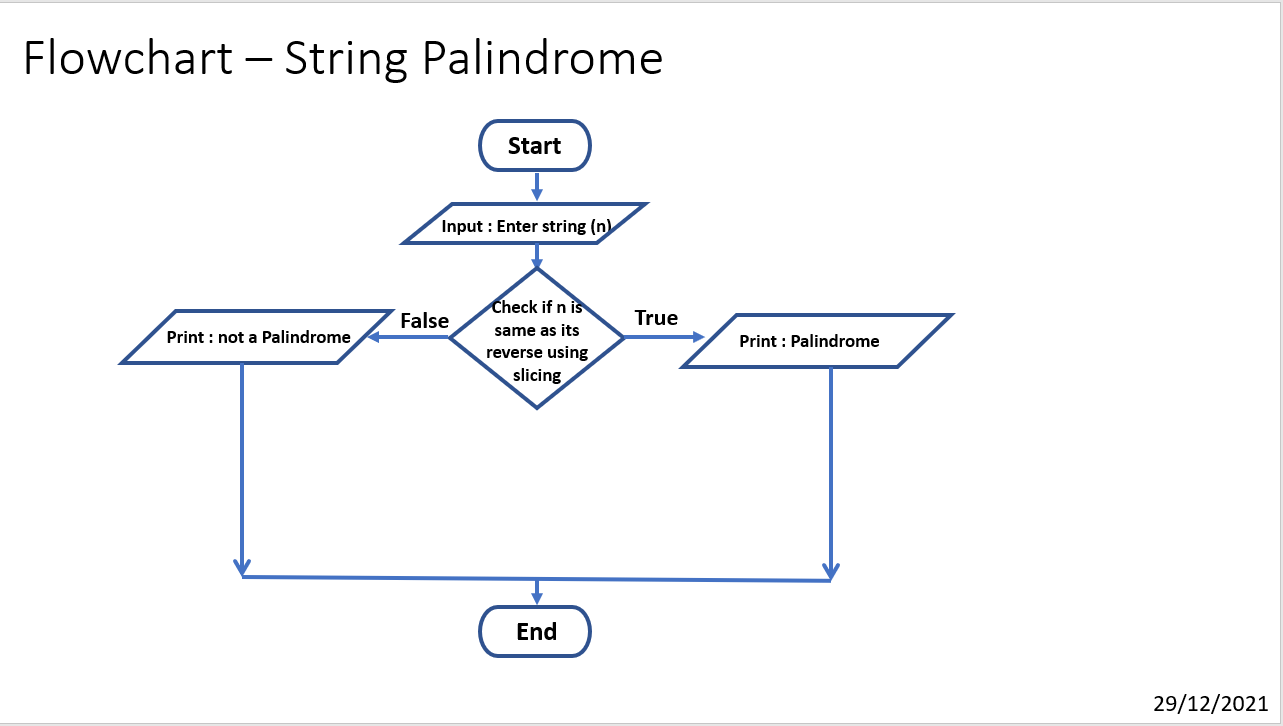 Flowchart – String Palindrome
Start
Input : Enter string (n)
Check if n is
same as its
reverse using
slicing
False
True
Print : not a Palindrome
Print : Palindrome
End
29/12/2021